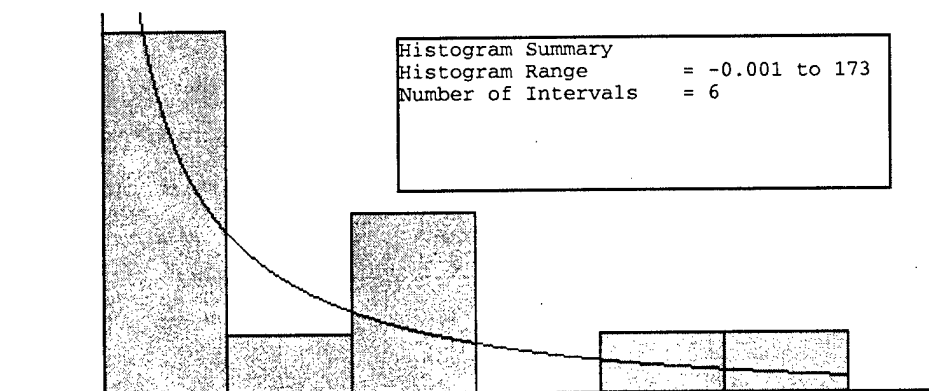 Histogram Summary
Histogram Range = -0.001 to 173
Number of Intervals = 6